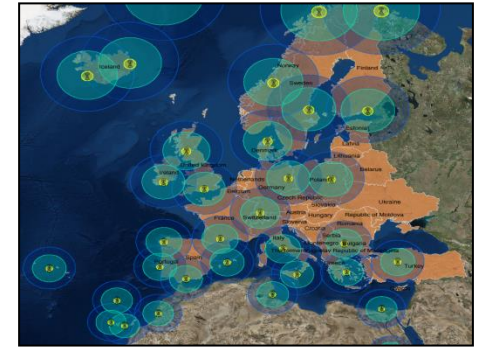 Iceland
Norway
Finland
Sweden
Estonia
Latvia
Denmark
Lithuania
United Kingdom
Ireland
Belarus
Netherlands
Poland
Germany
Belgium
Czech Republic
Ukraine
Slovakia
Austria
Hungary
Republic of Moldova
France
Switzerland
Slovenia
Romania
Croatia
Italy
Serbia
Bulgaria
Spain
Portugal
Turkey